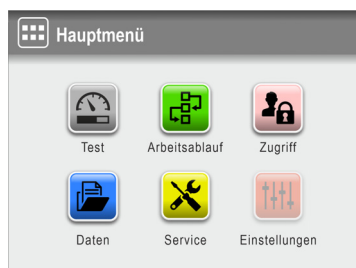 Hauptmenü
Test Arbeitsablauf Zugriff
Daten Service Einstellungen